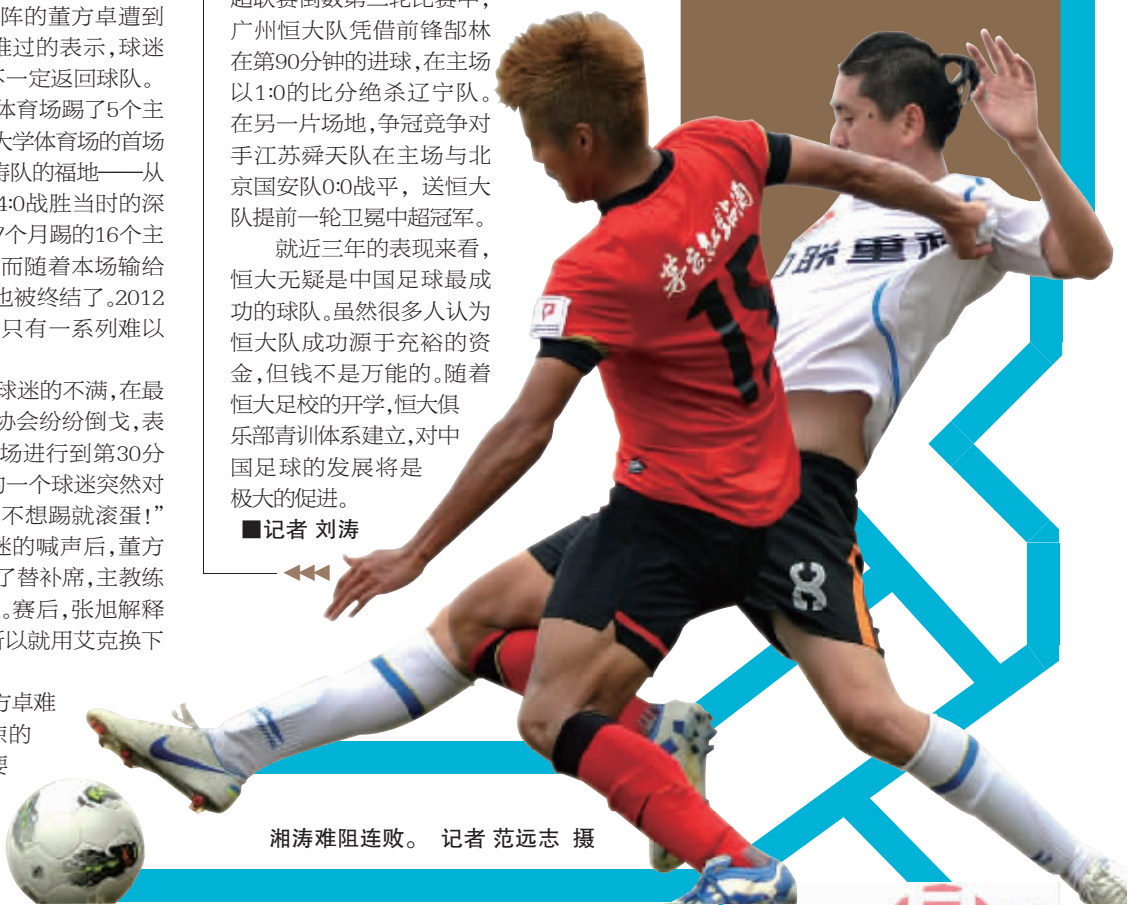 阵的董方卓遭到
难过的表示，球迷
不一定返回球队。
体育场踢了5个主
大学体育场的首场
涛队的福地——从
4:0战胜当时的深
7个月踢的16个主
而随着本场输给
也被终结了。2012
只有一系列难以
球迷的不满，在最
协会纷纷倒戈，表
场进行到第30分
的一个球迷突然对
不想踢就滚蛋！”
迷的喊声后，董方
了替补席，主教练
。赛后，张旭解释
所以就用艾克换下
方卓难
束的
要
超联赛倒数第二轮比赛中，
广州恒大队凭借前锋郜林
在第90分钟的进球，在主场
以1:0的比分绝杀辽宁队。
在另一片场地，争冠竞争对
手江苏舜天队在主场与北
京国安队0:0战平，送恒大
队提前一轮卫冕中超冠军。
就近三年的表现来看，
恒大无疑是中国足球最成
功的球队。虽然很多人认为
恒大队成功源于充裕的资
金，但钱不是万能的。随着
恒大足校的开学，恒大俱
乐部青训体系建立，对中
国足球的发展将是
极大的促进。
■记者 刘涛
联重
湘涛难阻连败。 记者 范远志 摄